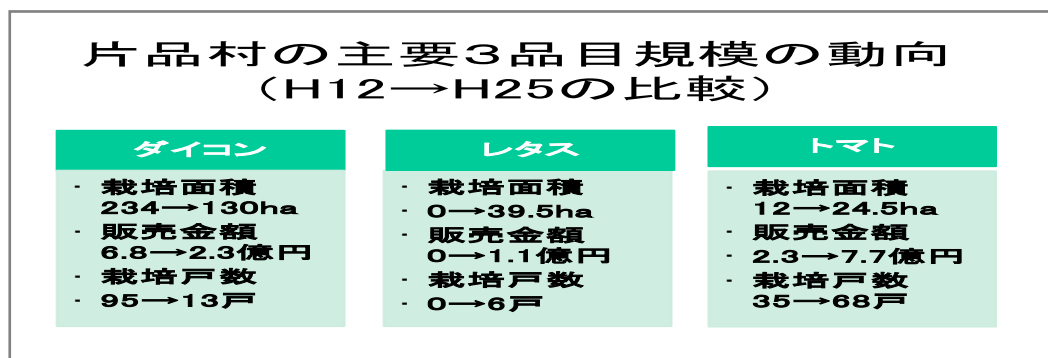 片品村の主要3品目規模の動向
（H12→H25の比較）
ダイコン
・ 栽培面積
234→130ha
・ 販売金額
6.8→2.3億円
・ 栽培戸数
・ 95→13戸
レタス
・ 栽培面積
・ 0→39.5ha
・ 販売金額
0→1.1億円
・ 栽培戸数
・ 0→6戸
トマト
・ 栽培面積
12→24.5ha
・ 販売金額
・ 2.3→7.7億円
・ 栽培戸数
35→68戸